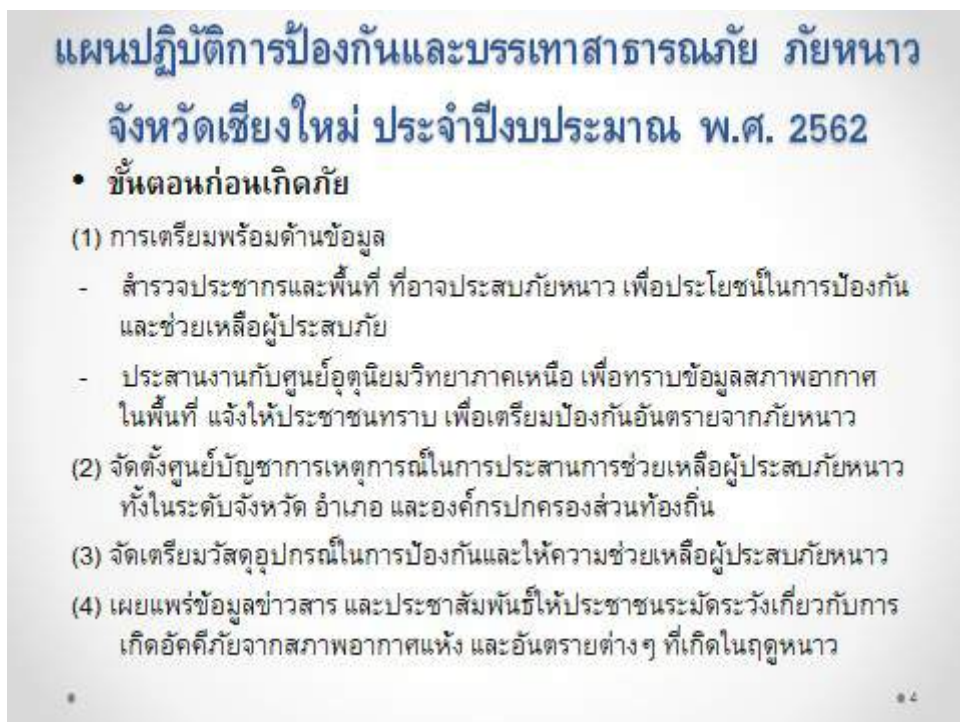 แผนปฏิบัติการป้องกันและบรรเทาสาธารณภัย ภัยหนาว
จังหวัดเชียงใหม่ ประจำปีงบประมาณ พ.ศ. 2562
• ขั้นตอนก่อนเกิดภัย
(1) การเตรียมพร้อมด้านข้อมูล
- สำรวจประชากรและพื้นที่ ที่อาจประสบภัยหนาว เพื่อประโยชน์ในการป้องกัน
และช่วยเหลือผู้ประสบภัย
- ประสานงานกับศูนย์อุตุนิยมวิทยาภาคเหนือ เพื่อทราบข้อมูลสภาพอากาศ
ในพื้นที่ แจ้งให้ประชาชนทราบ เพื่อเตรียมป้องกันอันตรายจากภัยหนาว
(2) จัดตั้งศูนย์บัญชาการเหตุการณ์ในการประสานการช่วยเหลือผู้ประสบภัยหนาว
ทั้งในระดับจังหวัด อำเภอ และองค์กรปกครองส่วนท้องถิ่น
(3) จัดเตรียมวัสดุอุปกรณ์ในการป้องกันและให้ความช่วยเหลือผู้ประสบภัยหนาว
(4) เผยแพร่ข้อมูลข่าวสาร และประชาสัมพันธ์ให้ประชาชนระมัดระวังเกี่ยวกับการ
เกิดอัคคีภัยจากสภาพอากาศแห้ง และอันตรายต่างๆ ที่เกิดในฤดูหนาว
4